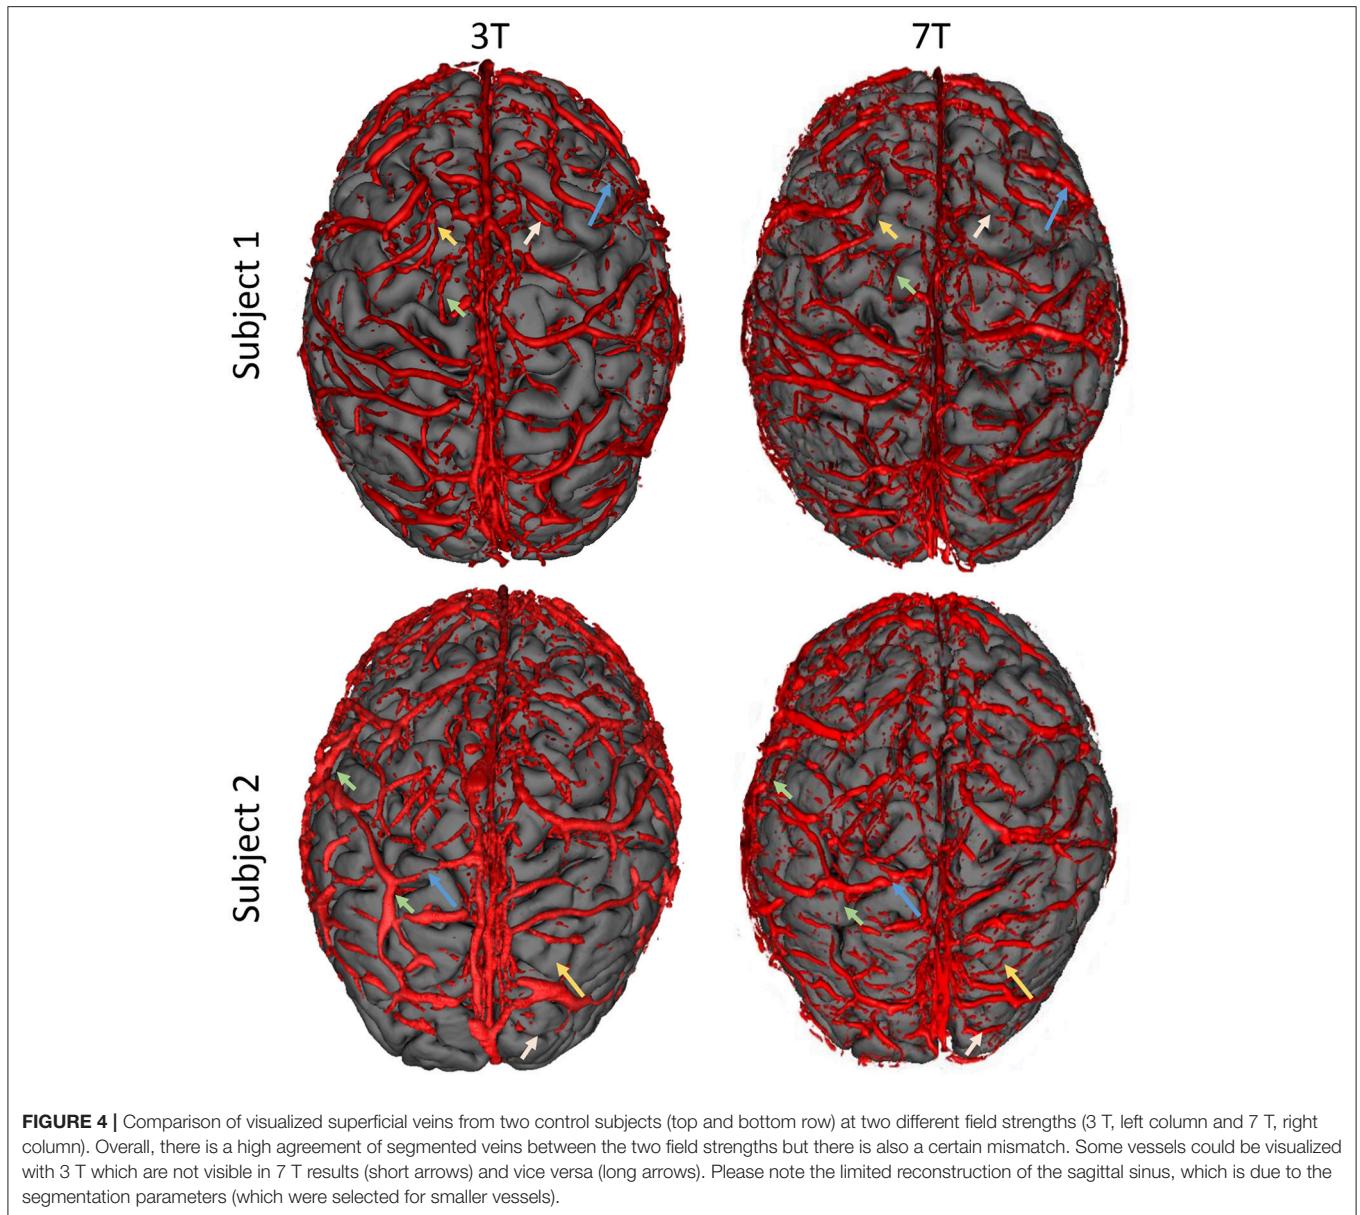 3T
7T
Subject 1
Subject 2
FIGURE 4 | Comparison of visualized superficial veins from two control subjects (top and bottom row) at two different field strengths (3 T, left column and 7 T, right
column). Overall, there is a high agreement of segmented veins between the two field strengths but there is also a certain mismatch. Some vessels could be visualized
with 3 T which are not visible in 7 T results (short arrows) and vice versa (long arrows). Please note the limited reconstruction of the sagittal sinus, which is due to the
segmentation parameters (which were selected for smaller vessels).